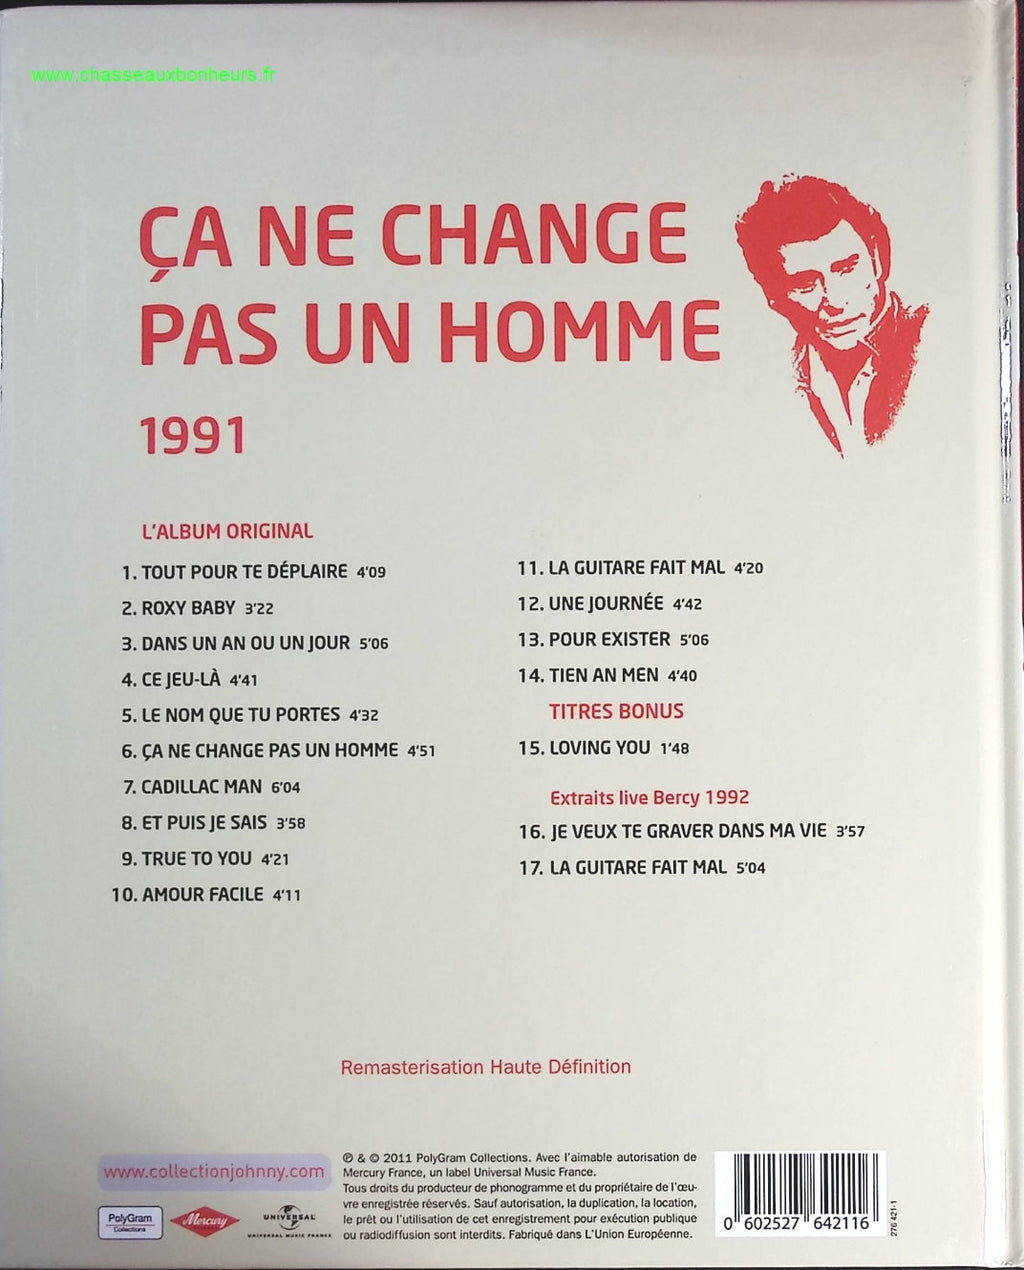 www.chasseauxbonheurs.fr
ÇA NE CHANGE
PAS UN HOMME
1991
L'ALBUM ORIGINAL
1. TOUT POUR TE DÉPLAIRE 4'09
2. ROXY BABY 3'22
3. DANS UN AN OU UN JOUR 5'06
4. CE JEU-LÀ 4'41
5. LE NOM QUE TU PORTES 4'32
6. ÇA NE CHANGE PAS UN HOMME 4'51
7. CADILLAC MAN 6'04
8. ET PUIS JE SAIS 3'58
9. TRUE TO YOU 4'21
10. AMOUR FACILE 4'11
11. LA GUITARE FAIT MAL 4'20
12. UNE JOURNÉE 4'42
13. POUR EXISTER 5'06
14. TIEN AN MEN 4'40
TITRES BONUS
15. LOVING YOU 1'48
Extraits live Bercy 1992
16. JE VEUX TE GRAVER DANS MA VIE 3'57
17. LA GUITARE FAIT MAL 5'04
Remasterisation Haute Définition
www.collectionjohnny.com
PolyGram
Collections
Mercury
UNIVERSAL
UNIVERSAL MUSIC FRANCE
℗ & © 2011 PolyGram Collections. Avec l'aimable autorisation de
Mercury France, un label Universal Music France.
Tous droits du producteur de phonogramme et du propriétaire de l'œu-
vre enregistrée réservés. Sauf autorisation, la duplication, la location,
le prêt ou l'utilisation de cet enregistrement pour exécution publique
ou radiodiffusion sont interdits. Fabriqué dans L'Union Européenne.
0 602527 642116
276 421-1